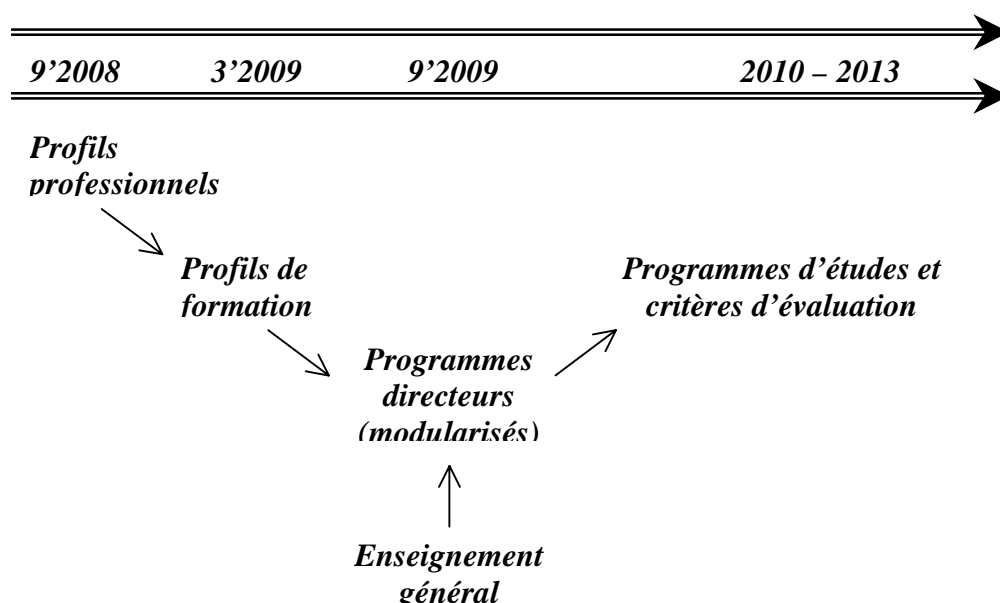 9’2008 3’2009 9’2009 2010 – 2013
Profils
professionnels
Profils de
formation
Programmes d’études et
critères d’évaluation
Programmes
directeurs
(modularisés)
Enseignement
général